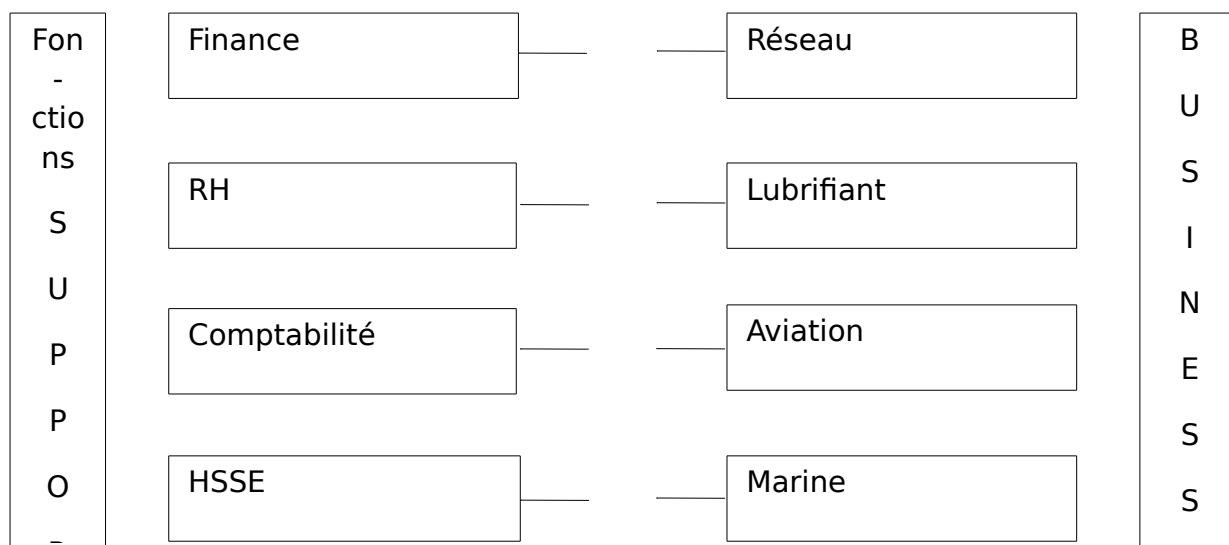 Fon
-
ctio
ns
S
U
P
P
O
Finance
RH
Comptabilité
HSSE
Réseau
Lubrifiant
Aviation
Marine
B
U
S
I
N
E
S
S